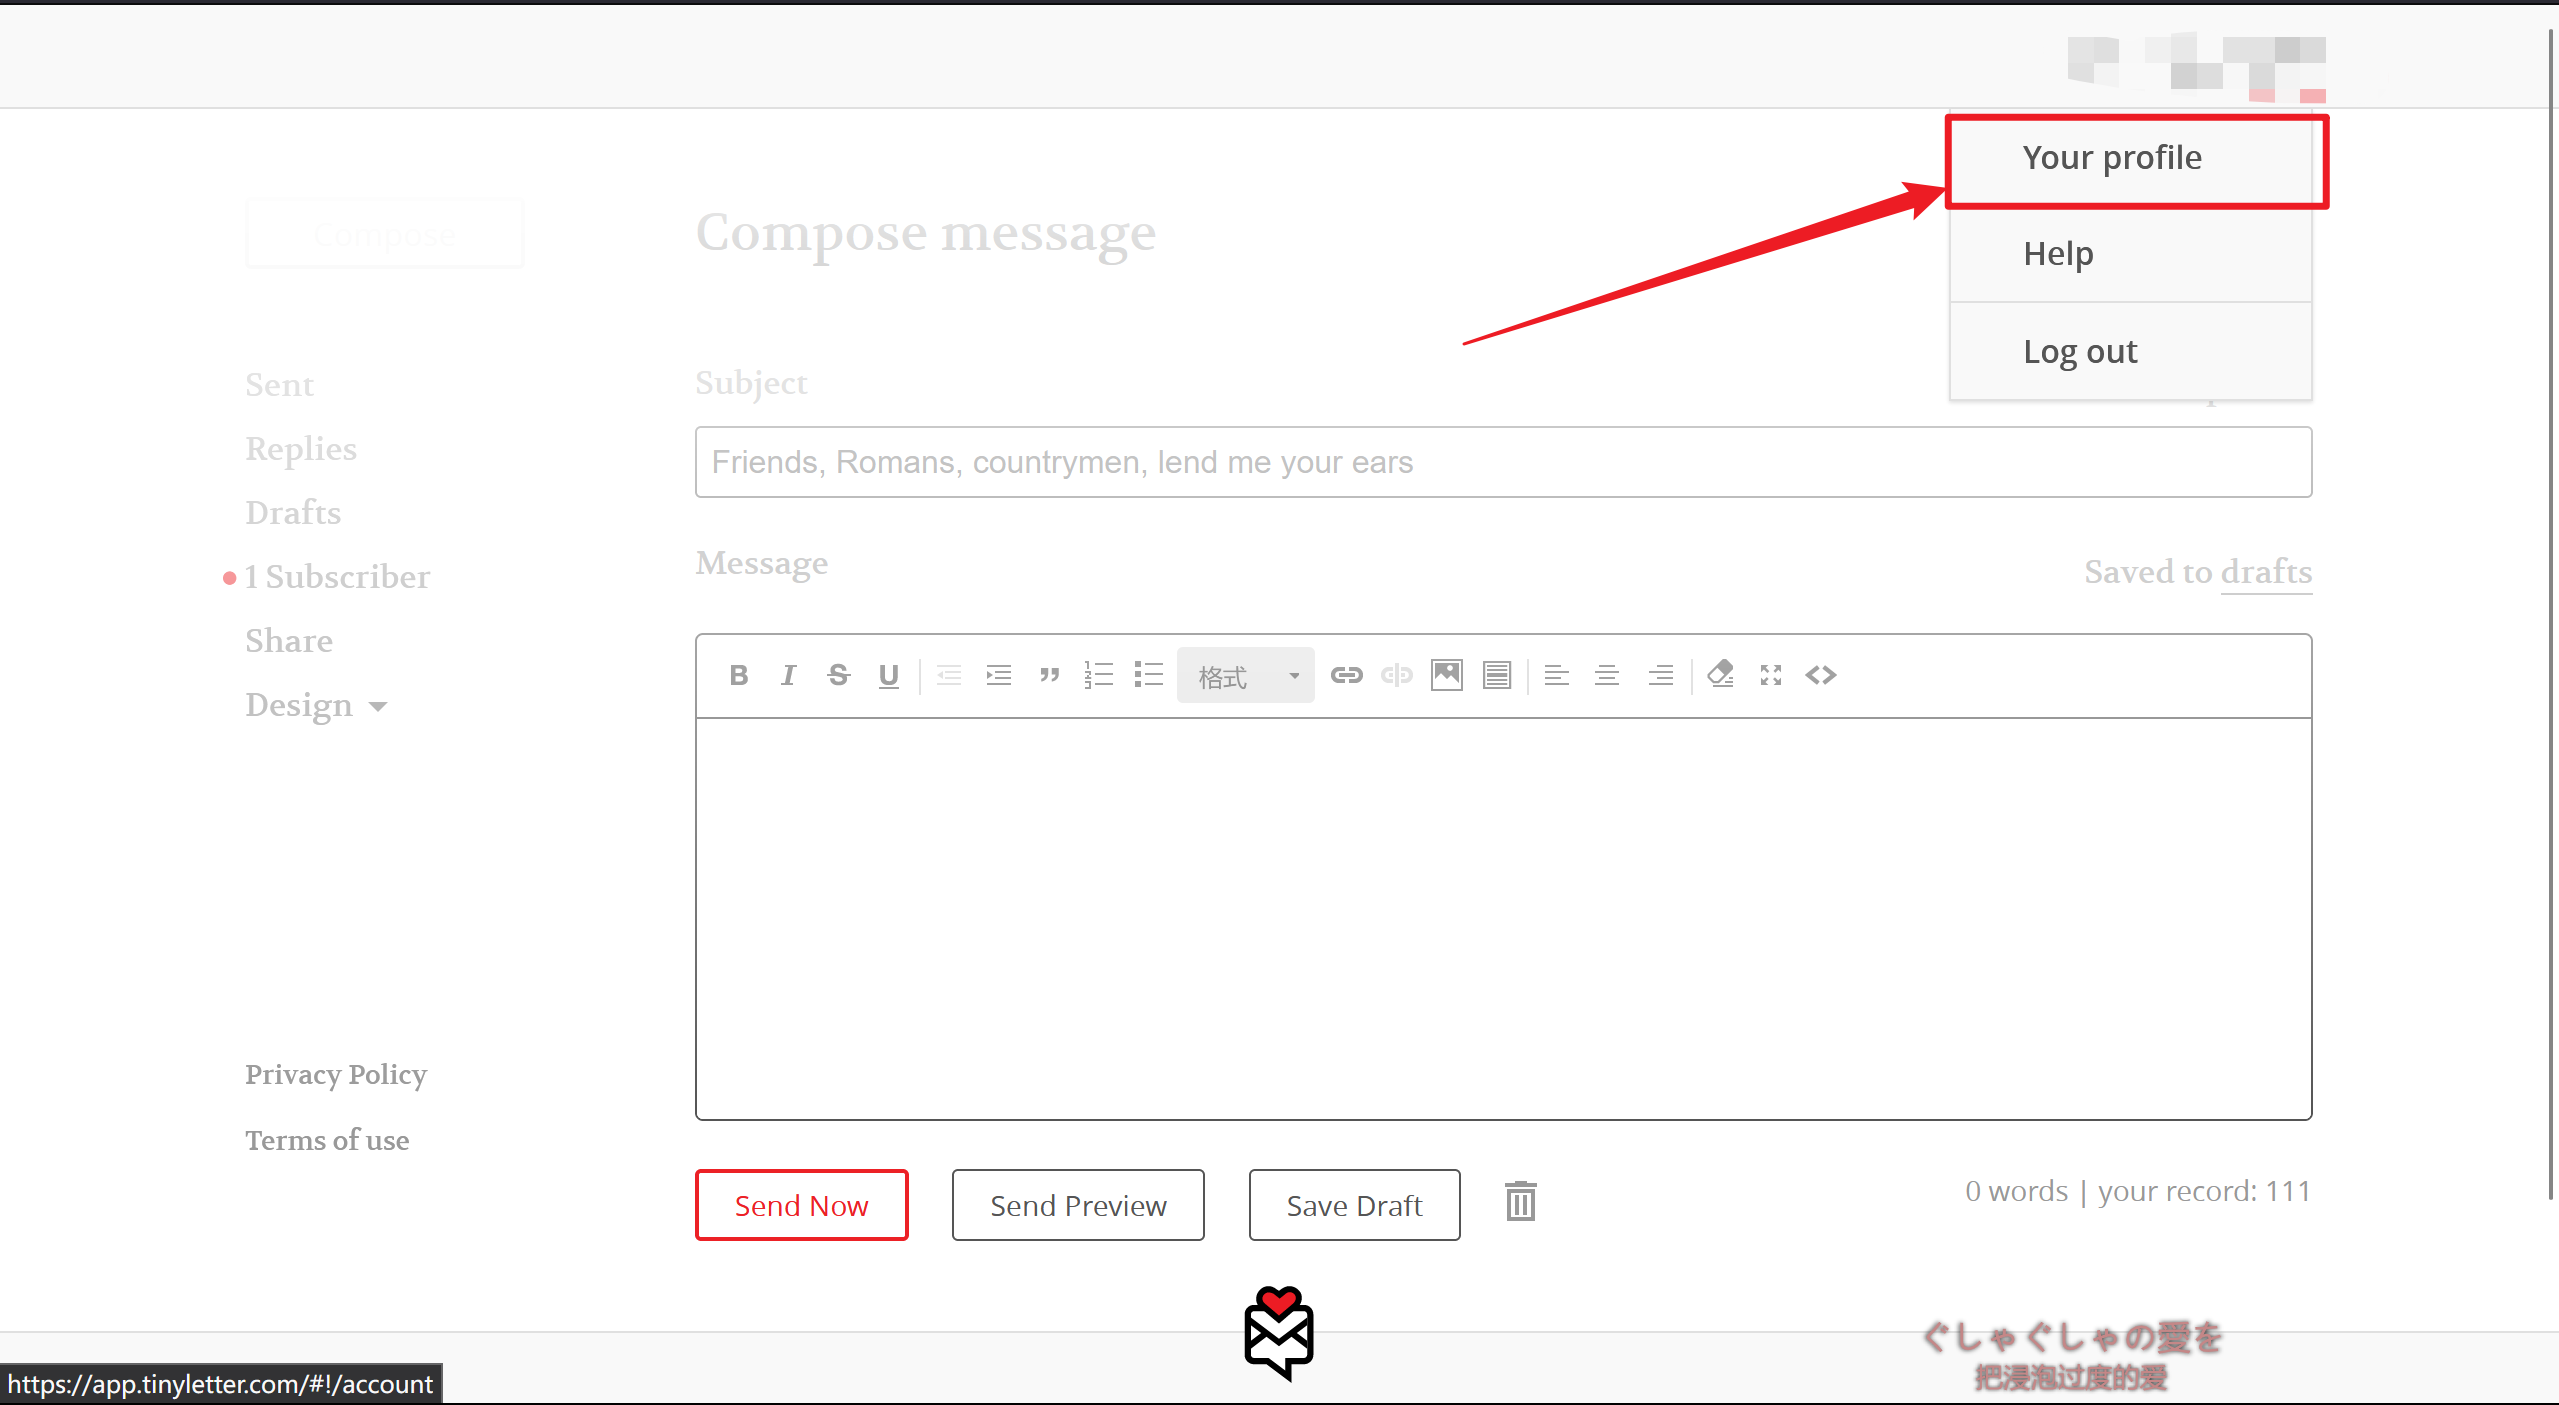 Your profile
Help
Log out
Compose
Compose message
Sent
Replies
Drafts
1 Subscriber
Share
Design
Subject
Friends, Romans, countrymen, lend me your ears
Message
Saved to drafts
B I S U
格式
Privacy Policy
Terms of use
Send Now
Send Preview
Save Draft
0 words | your record: 111
ぐしゃぐしゃの愛を
把浸泡过度的爱
https://app.tinyletter.com/#!/account